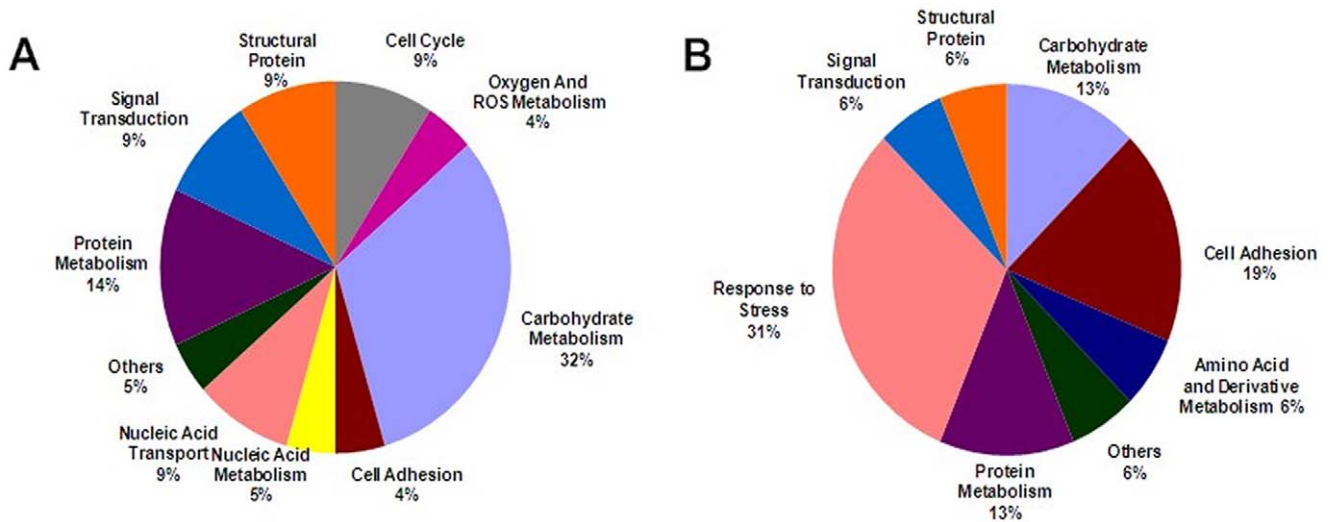 A
Structural
Protein
9%
Cell Cycle
9%
Oxygen And
ROS Metabolism
4%
Carbohydrate
Metabolism
32%
Cell Adhesion
4%
Nucleic Acid
Metabolism
5%
Nucleic Acid
Transport
9%
Others
5%
Protein
Metabolism
14%
Signal
Transduction
9%
B
Structural
Protein
6%
Carbohydrate
Metabolism
13%
Cell Adhesion
19%
Amino Acid
and Derivative
Metabolism 6%
Others
6%
Protein
Metabolism
13%
Response to
Stress
31%
Signal
Transduction
6%